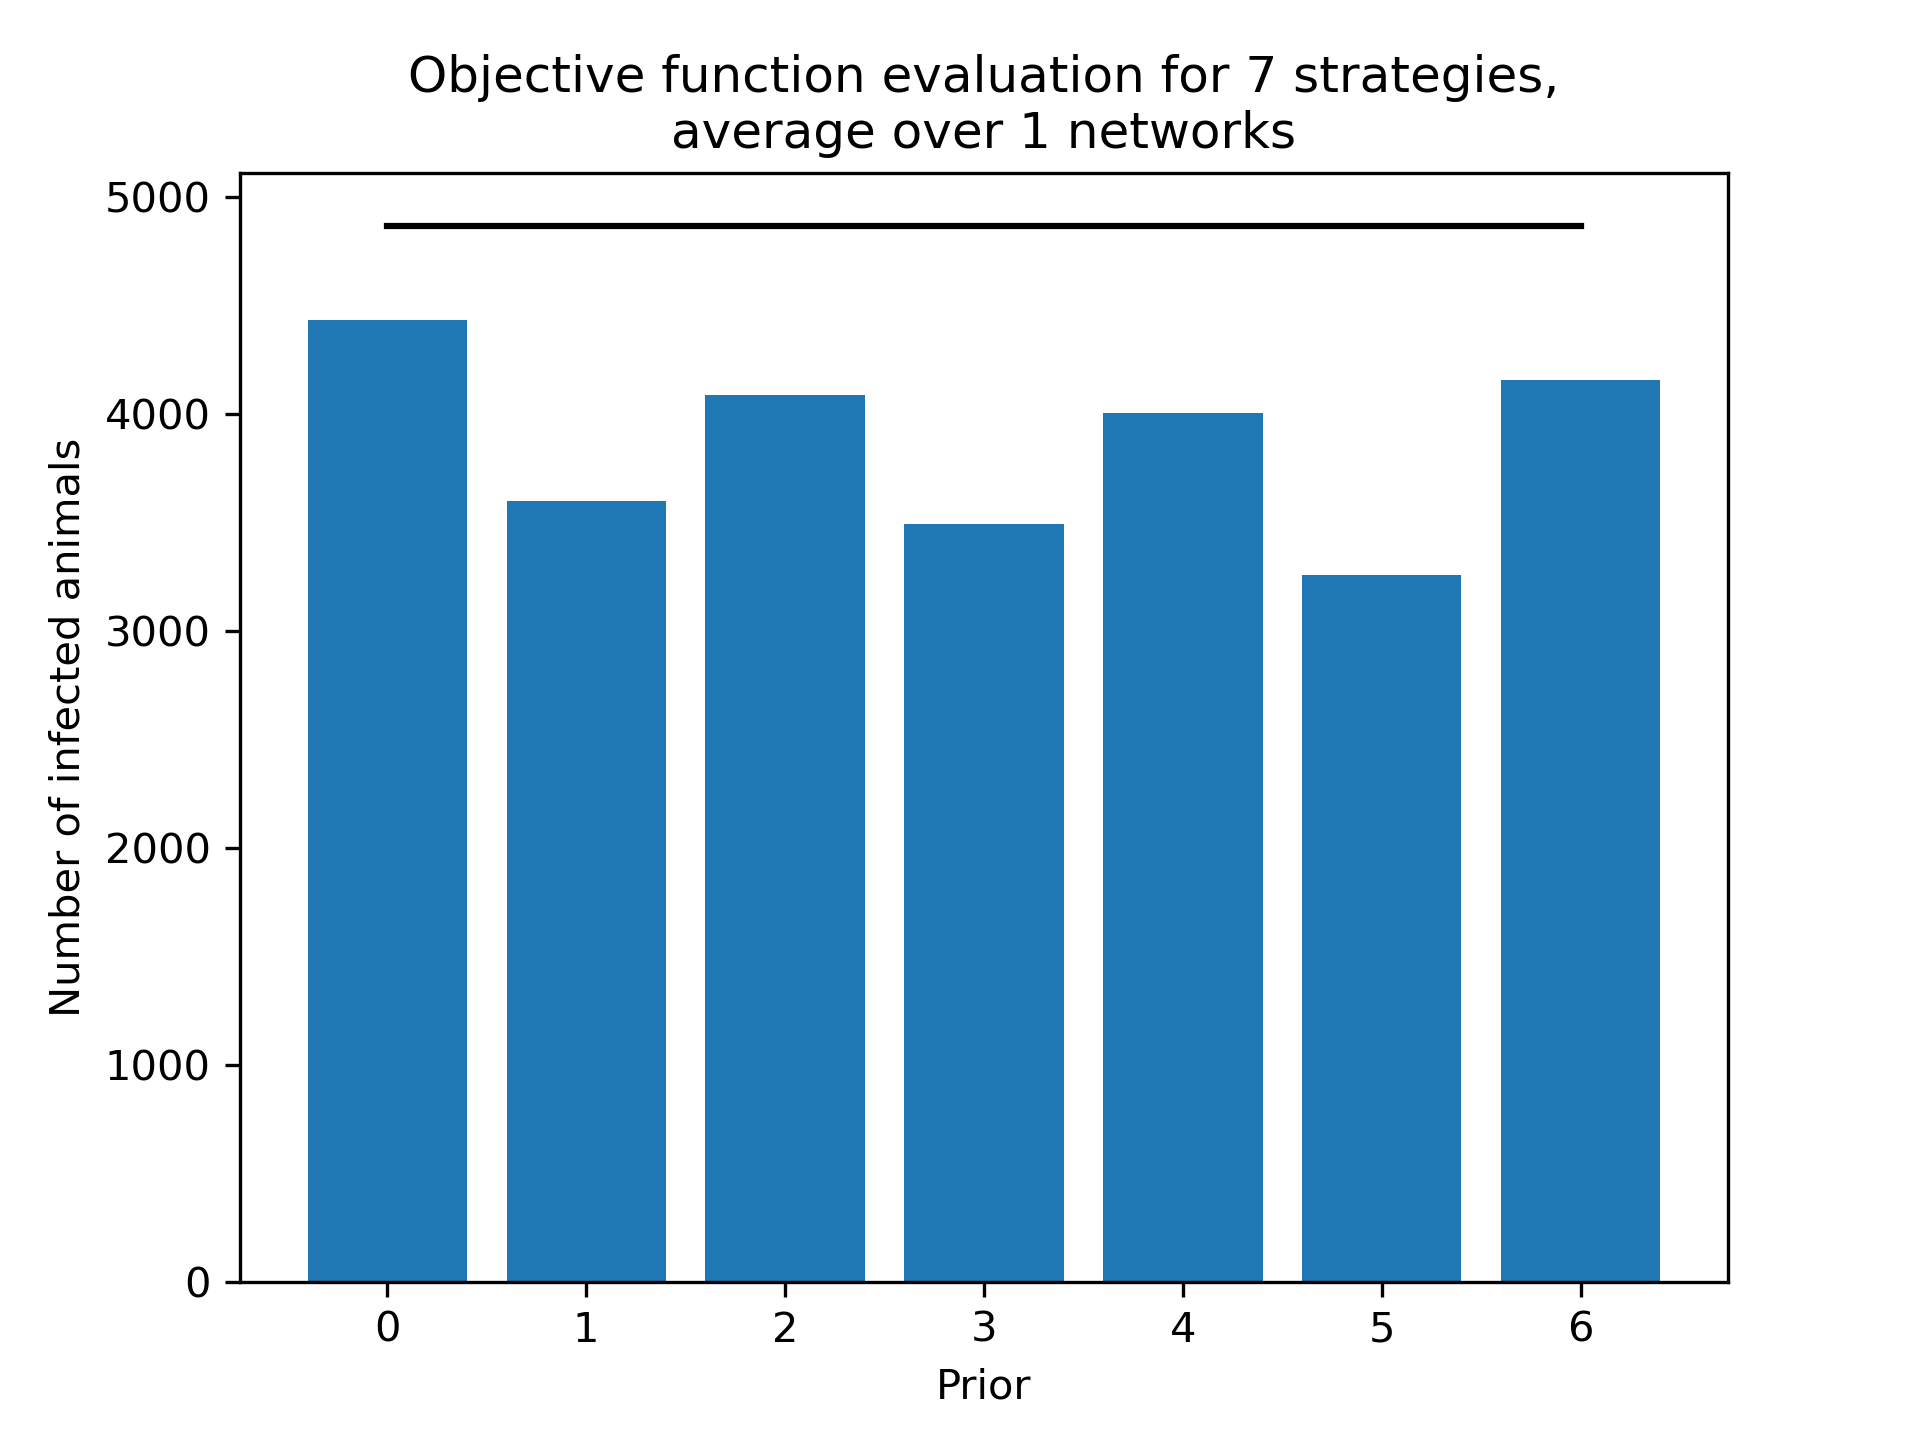 Objective function evaluation for 7 strategies,
average over 1 networks
5000
4000
3000
2000
1000
0
Number of infected animals
0 1 2 3 4 5 6
Prior